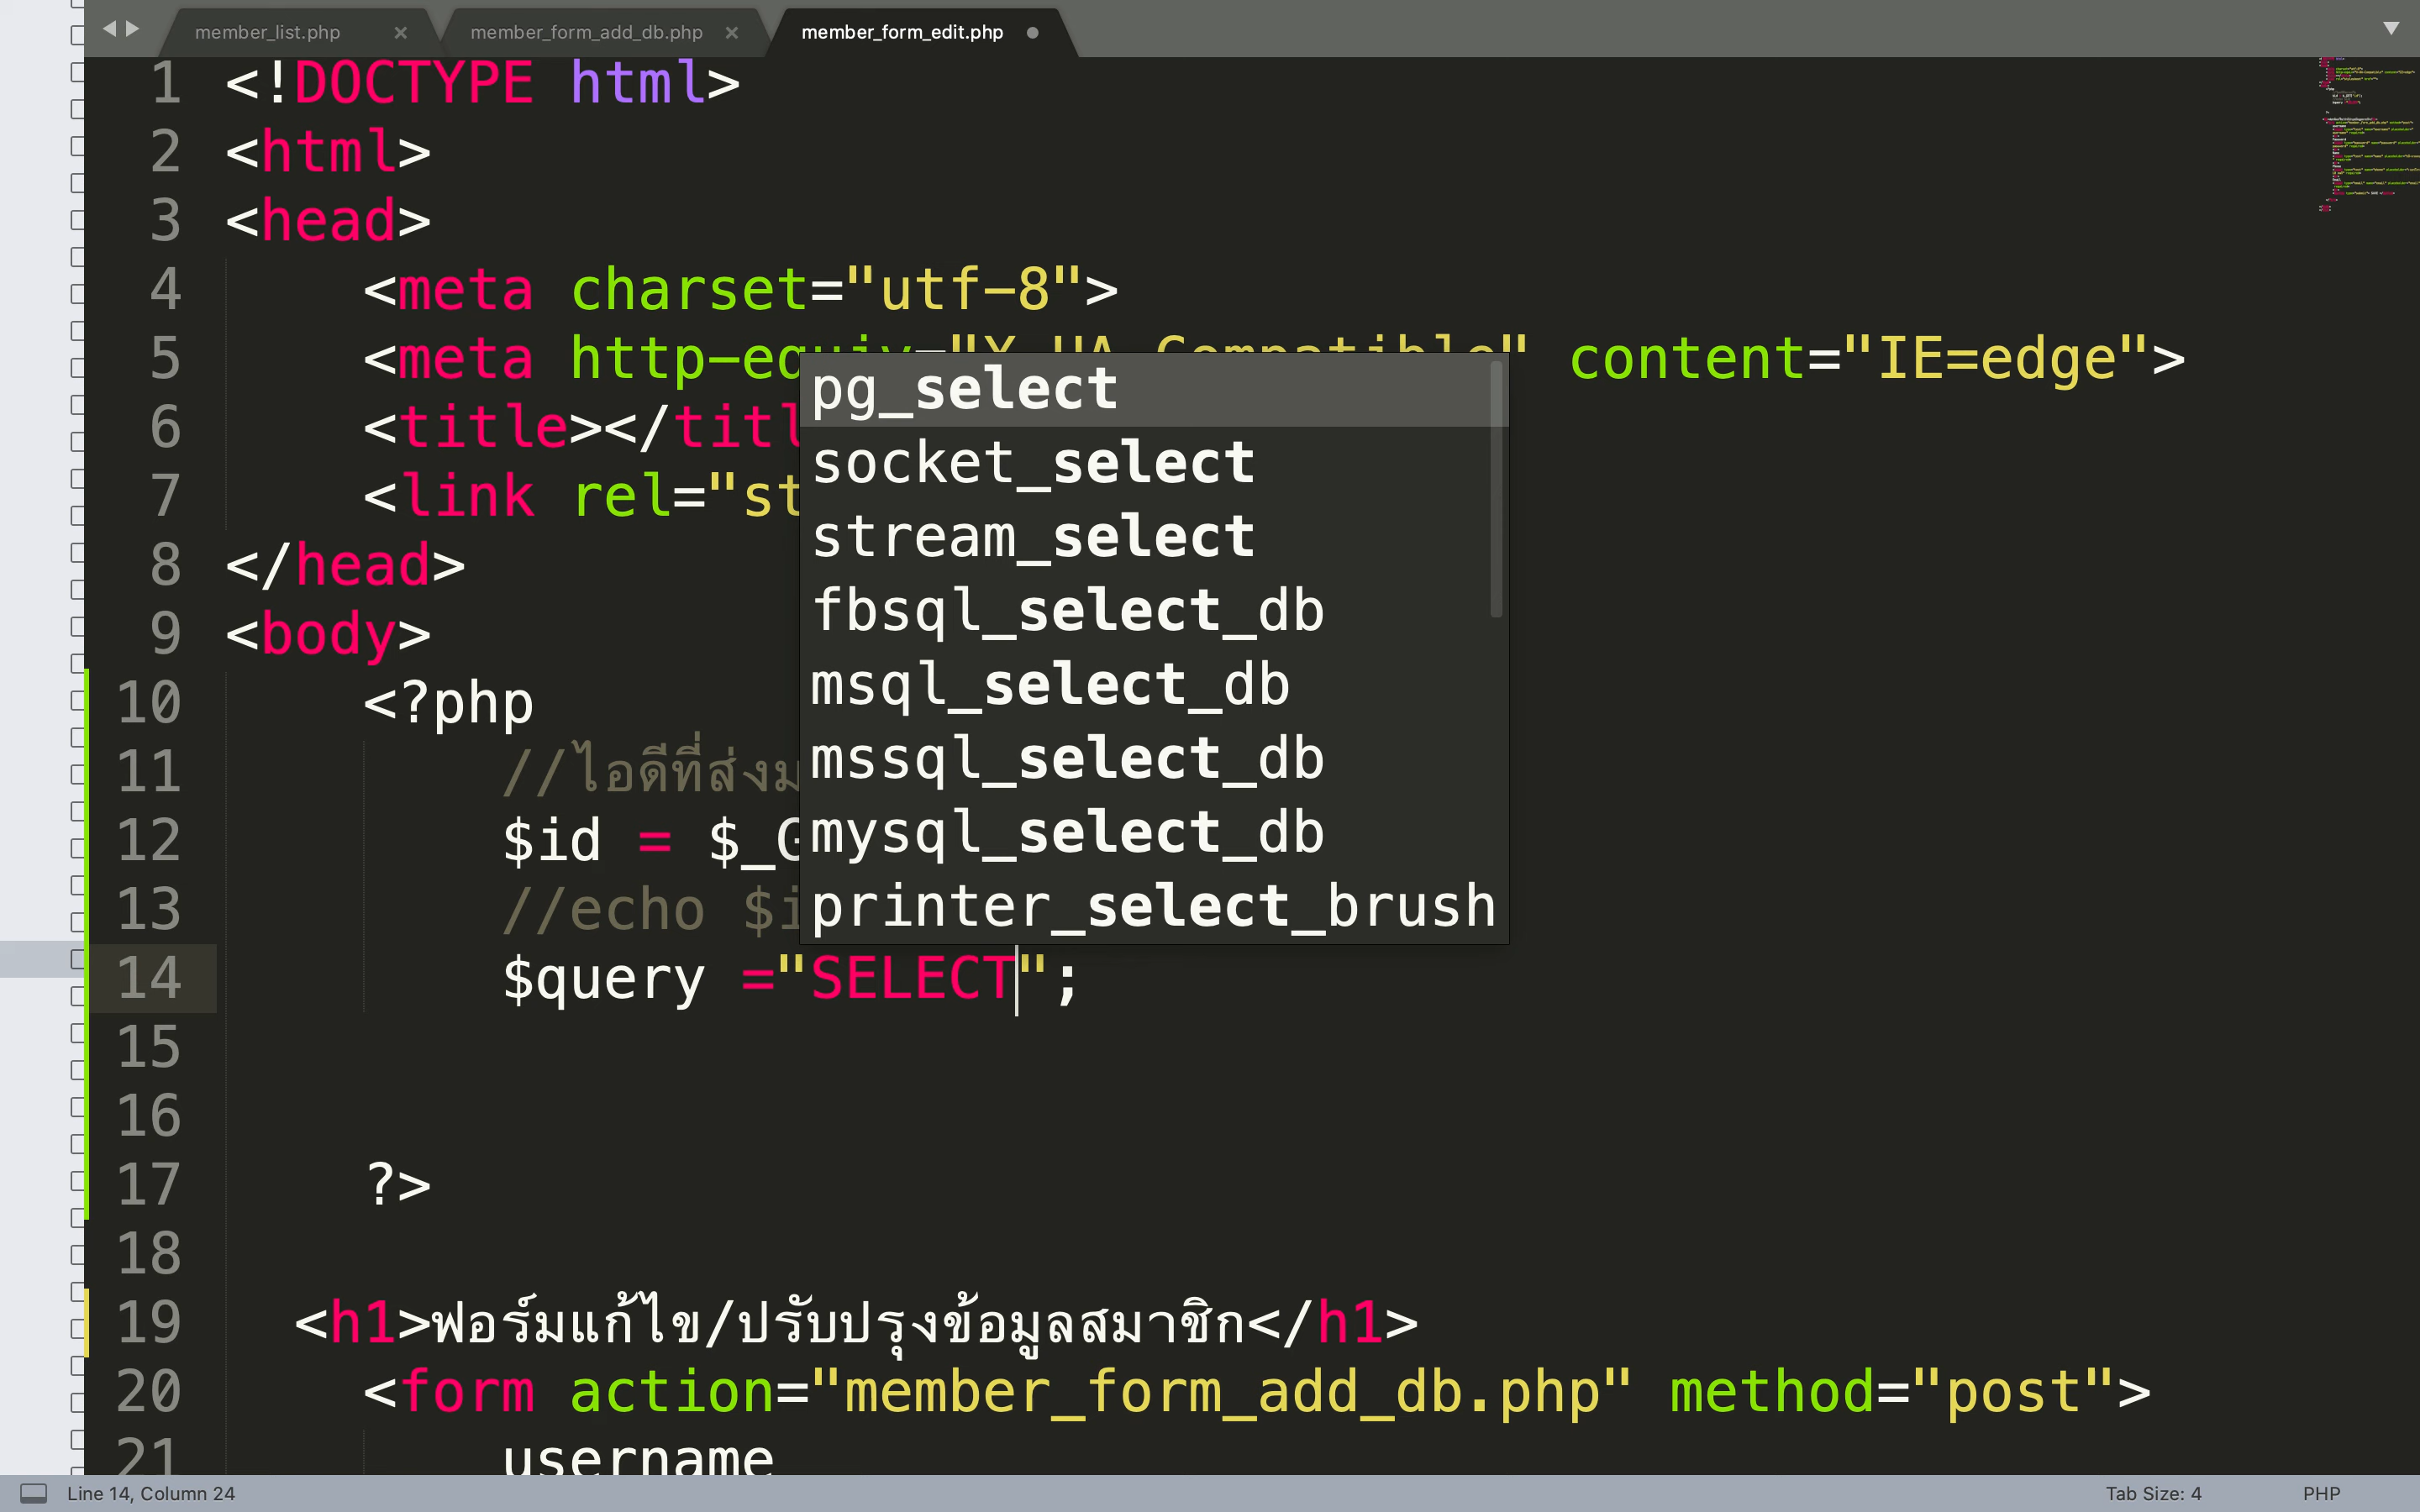 member_list.php × member_form_add_db.php × member_form_edit.php
1 <!DOCTYPE html>
2 <html>
3 <head>
4 <meta charset="utf-8">
5 <meta http-equiv="X-UA-Compatible" content="IE=edge">
6 <title></titl
7 <link rel="st
8 </head>
9 <body>
10 <?php
11 //ไอดีที่ส่งม
12 $id = $_G
13 //echo $i
14 $query ="SELECT";
15
16
17 ?>
18
19 <h1>ฟอร์มแก้ไข/ปรับปรุงข้อมูลสมาชิก</h1>
20 <form action="member_form_add_db.php" method="post">
21 username
pg_select
socket_select
stream_select
fbsql_select_db
msql_select_db
mssql_select_db
mysql_select_db
printer_select_brush
Line 14, Column 24
Tab Size: 4
PHP